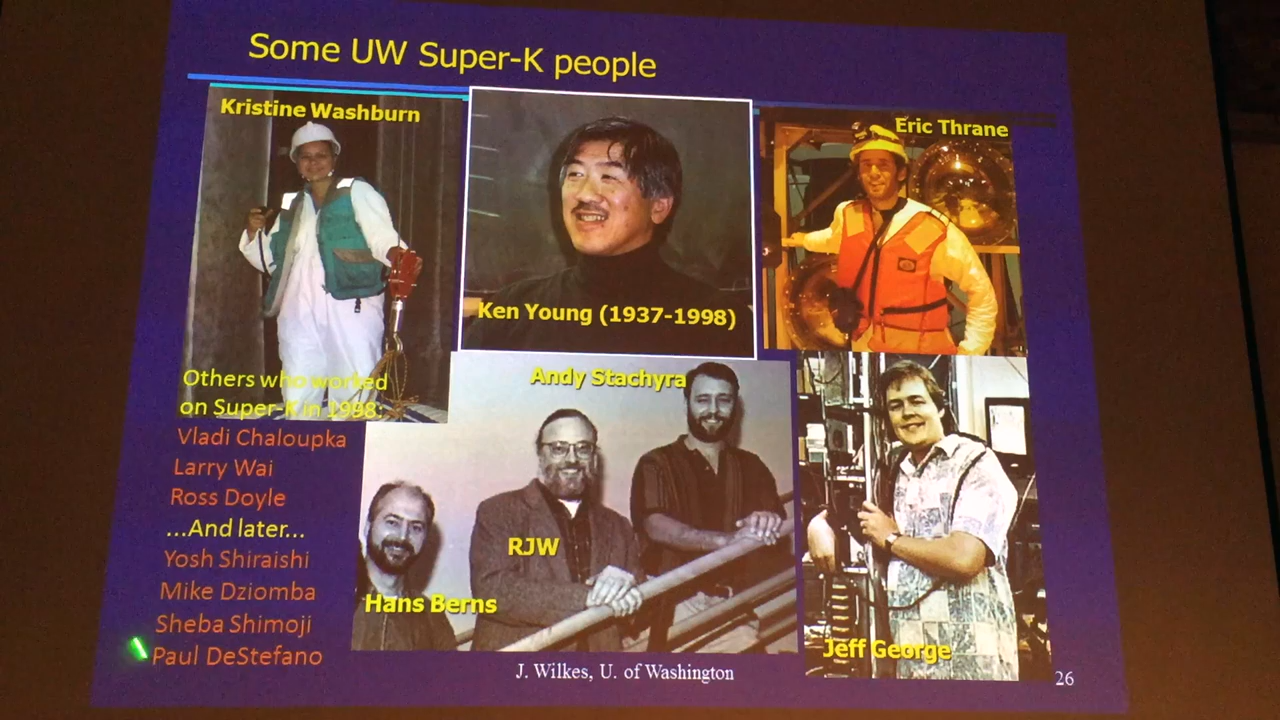 Some UW Super-K people
Kristine Washburn
Ken Young (1937-1998)
Eric Thrane
Others who worked
on Super-K in 1998:
Vladi Chaloupka
Larry Wai
Ross Doyle
...And later...
Yosh Shiraishi
Mike Dziomba
Sheba Shimoji
Paul DeStefano
Andy Stachyra
RJW
Hans Berns
Jeff George
J. Wilkes, U. of Washington
26